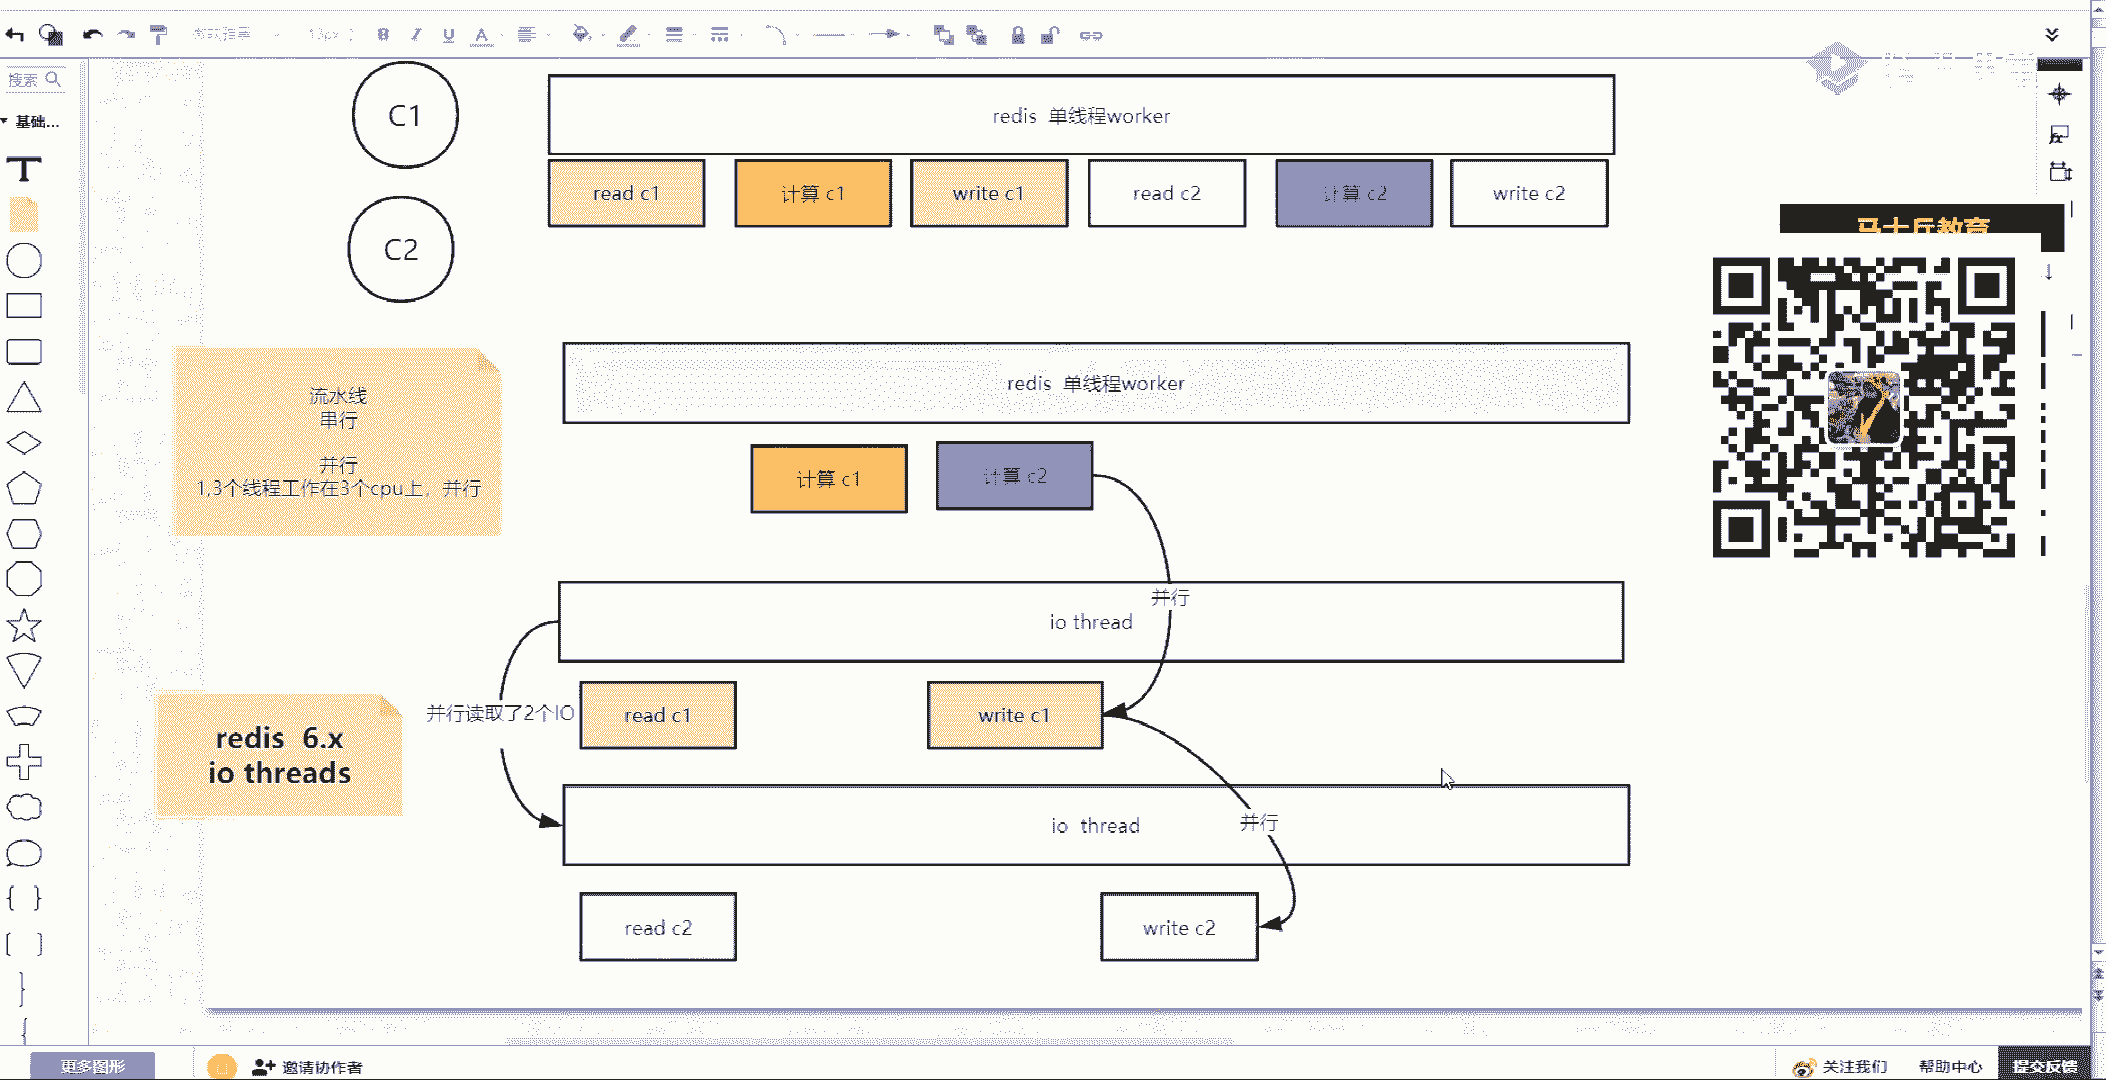 B I U A
搜索
基础...
T
C1
redis 单线程worker
read c1
计算 c1
write c1
read c2
计算 c2
write c2
C2
马士兵教育
流水线
串行
并行
1,3个线程工作在3个cpu上，并行
redis 单线程worker
计算 c1
计算 c2
并行
io thread
并行读取了2个IO
read c1
write c1
redis 6.x
io threads
io thread
并行
read c2
write c2
更多图形
邀请协作者
关注我们
帮助中心
提交反馈